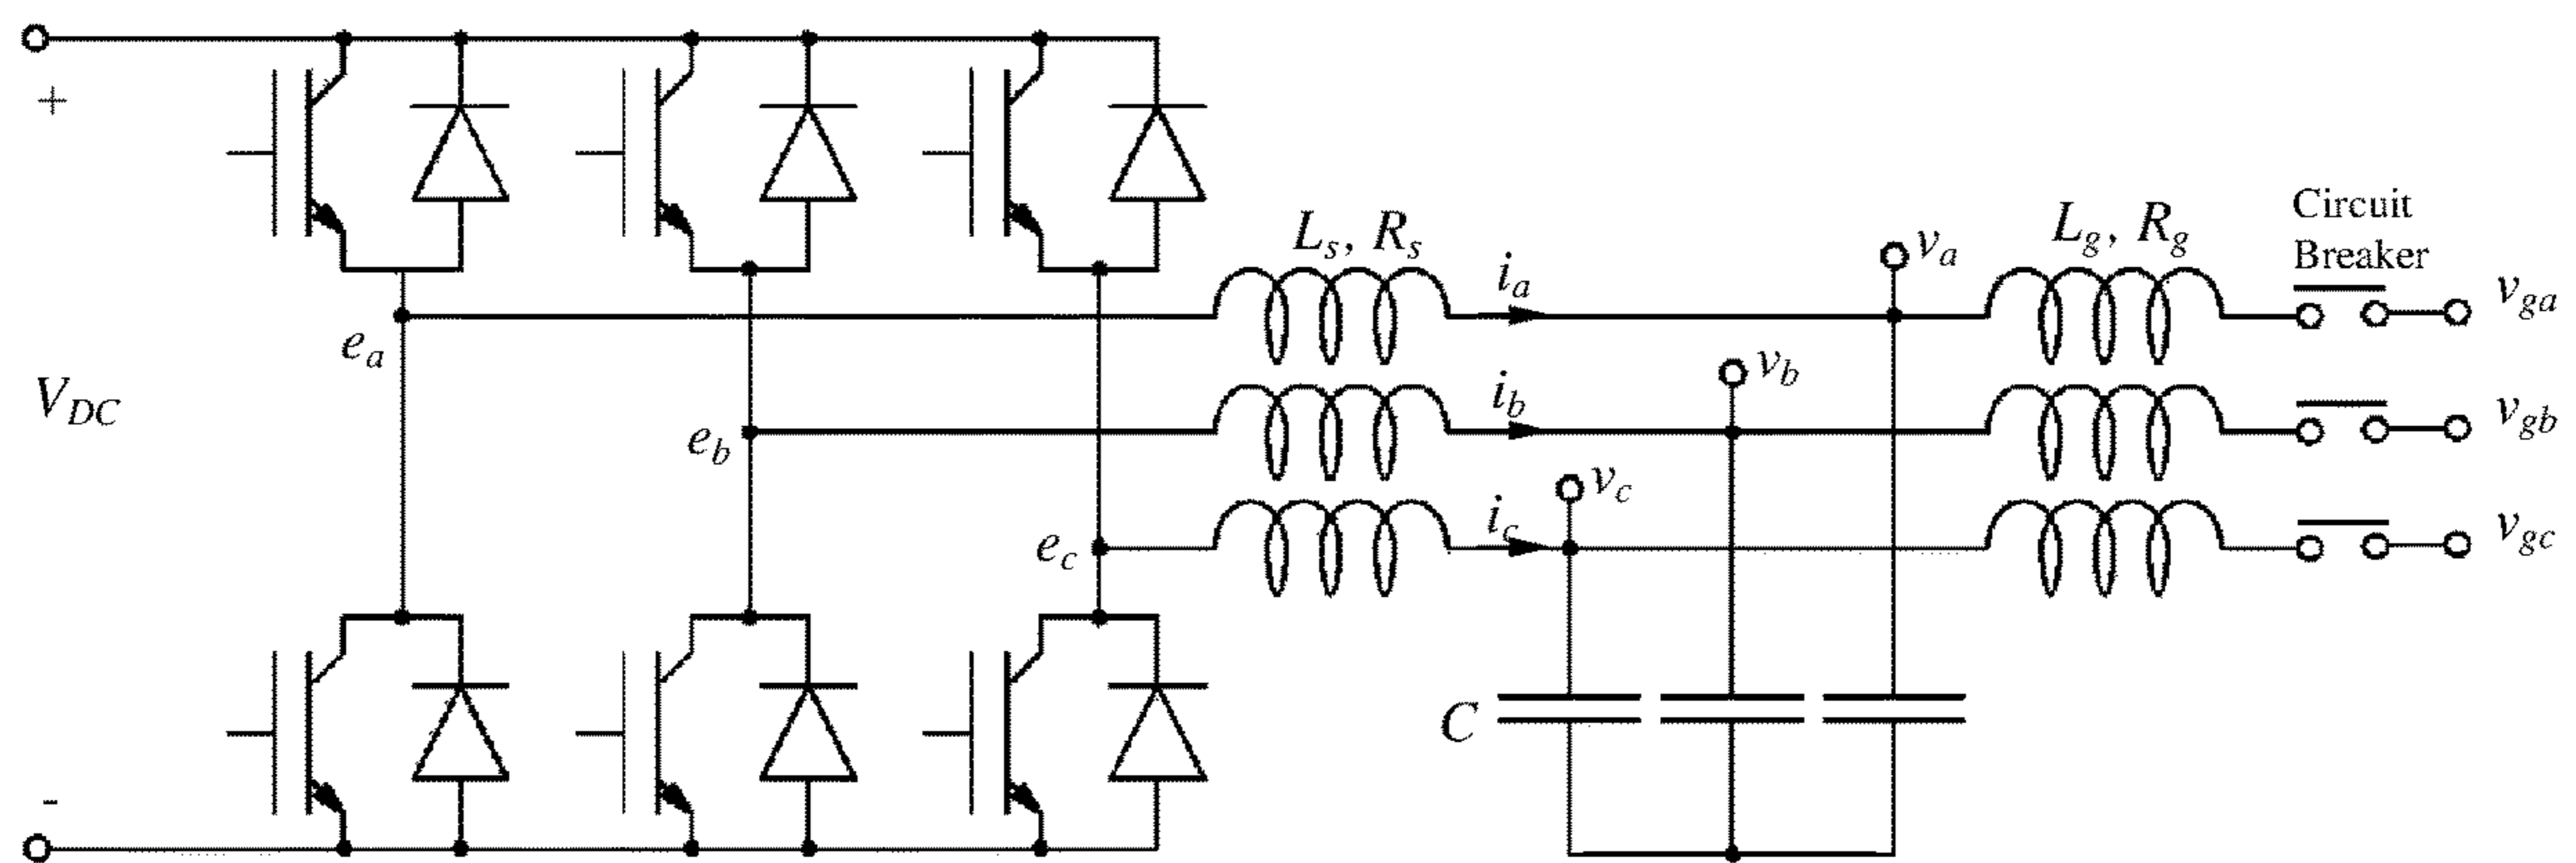 +
V_DC
-
e_a
e_b
e_c
L_s, R_s
i_a
i_b
i_c
v_a
v_b
v_c
C
L_g, R_g
Circuit
Breaker
v_ga
v_gb
v_gc